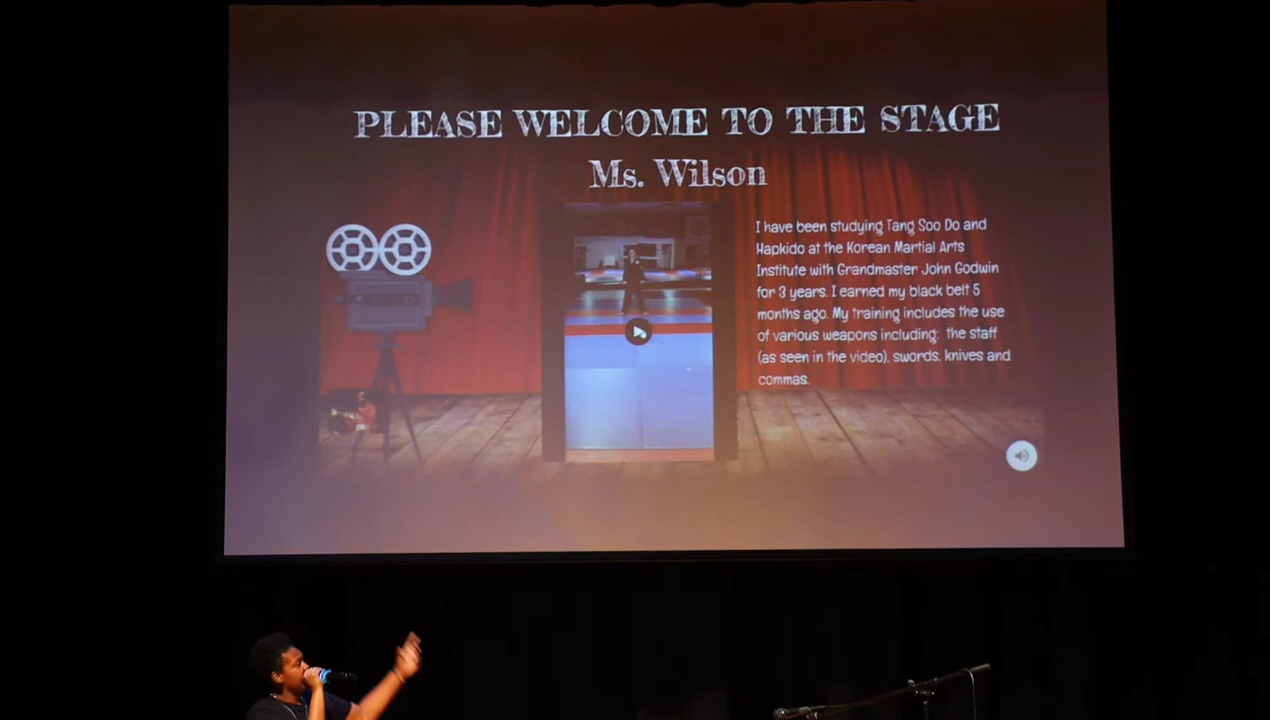 PLEASE WELCOME TO THE STAGE
Ms. Wilson
I have been studying Tang Soo Do and
Hapkido at the Korean Martial Arts
Institute with Grandmaster John Godwin
for 3 years. I earned my black belt 5
months ago. My training includes the use
of various weapons including: the staff
(as seen in the video), swords, knives and
commas.